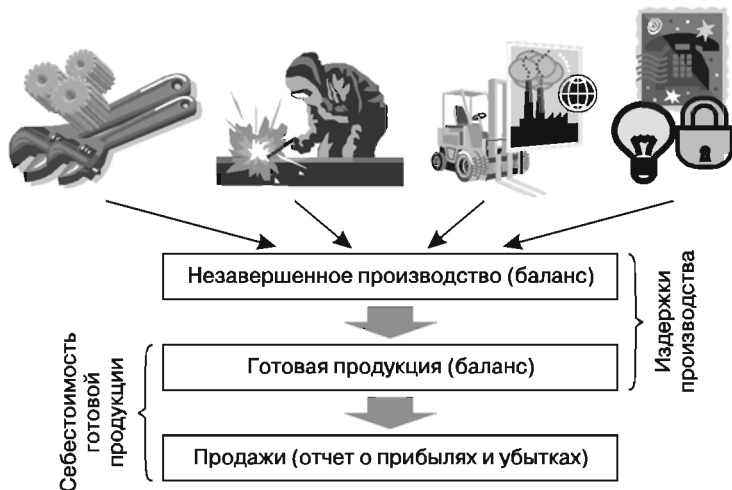 Незавершенное производство (баланс)
Готовая продукция (баланс)
Продажи (отчет о прибылях и убытках)
Издержки
производства
Себестоимость
готовой
продукции